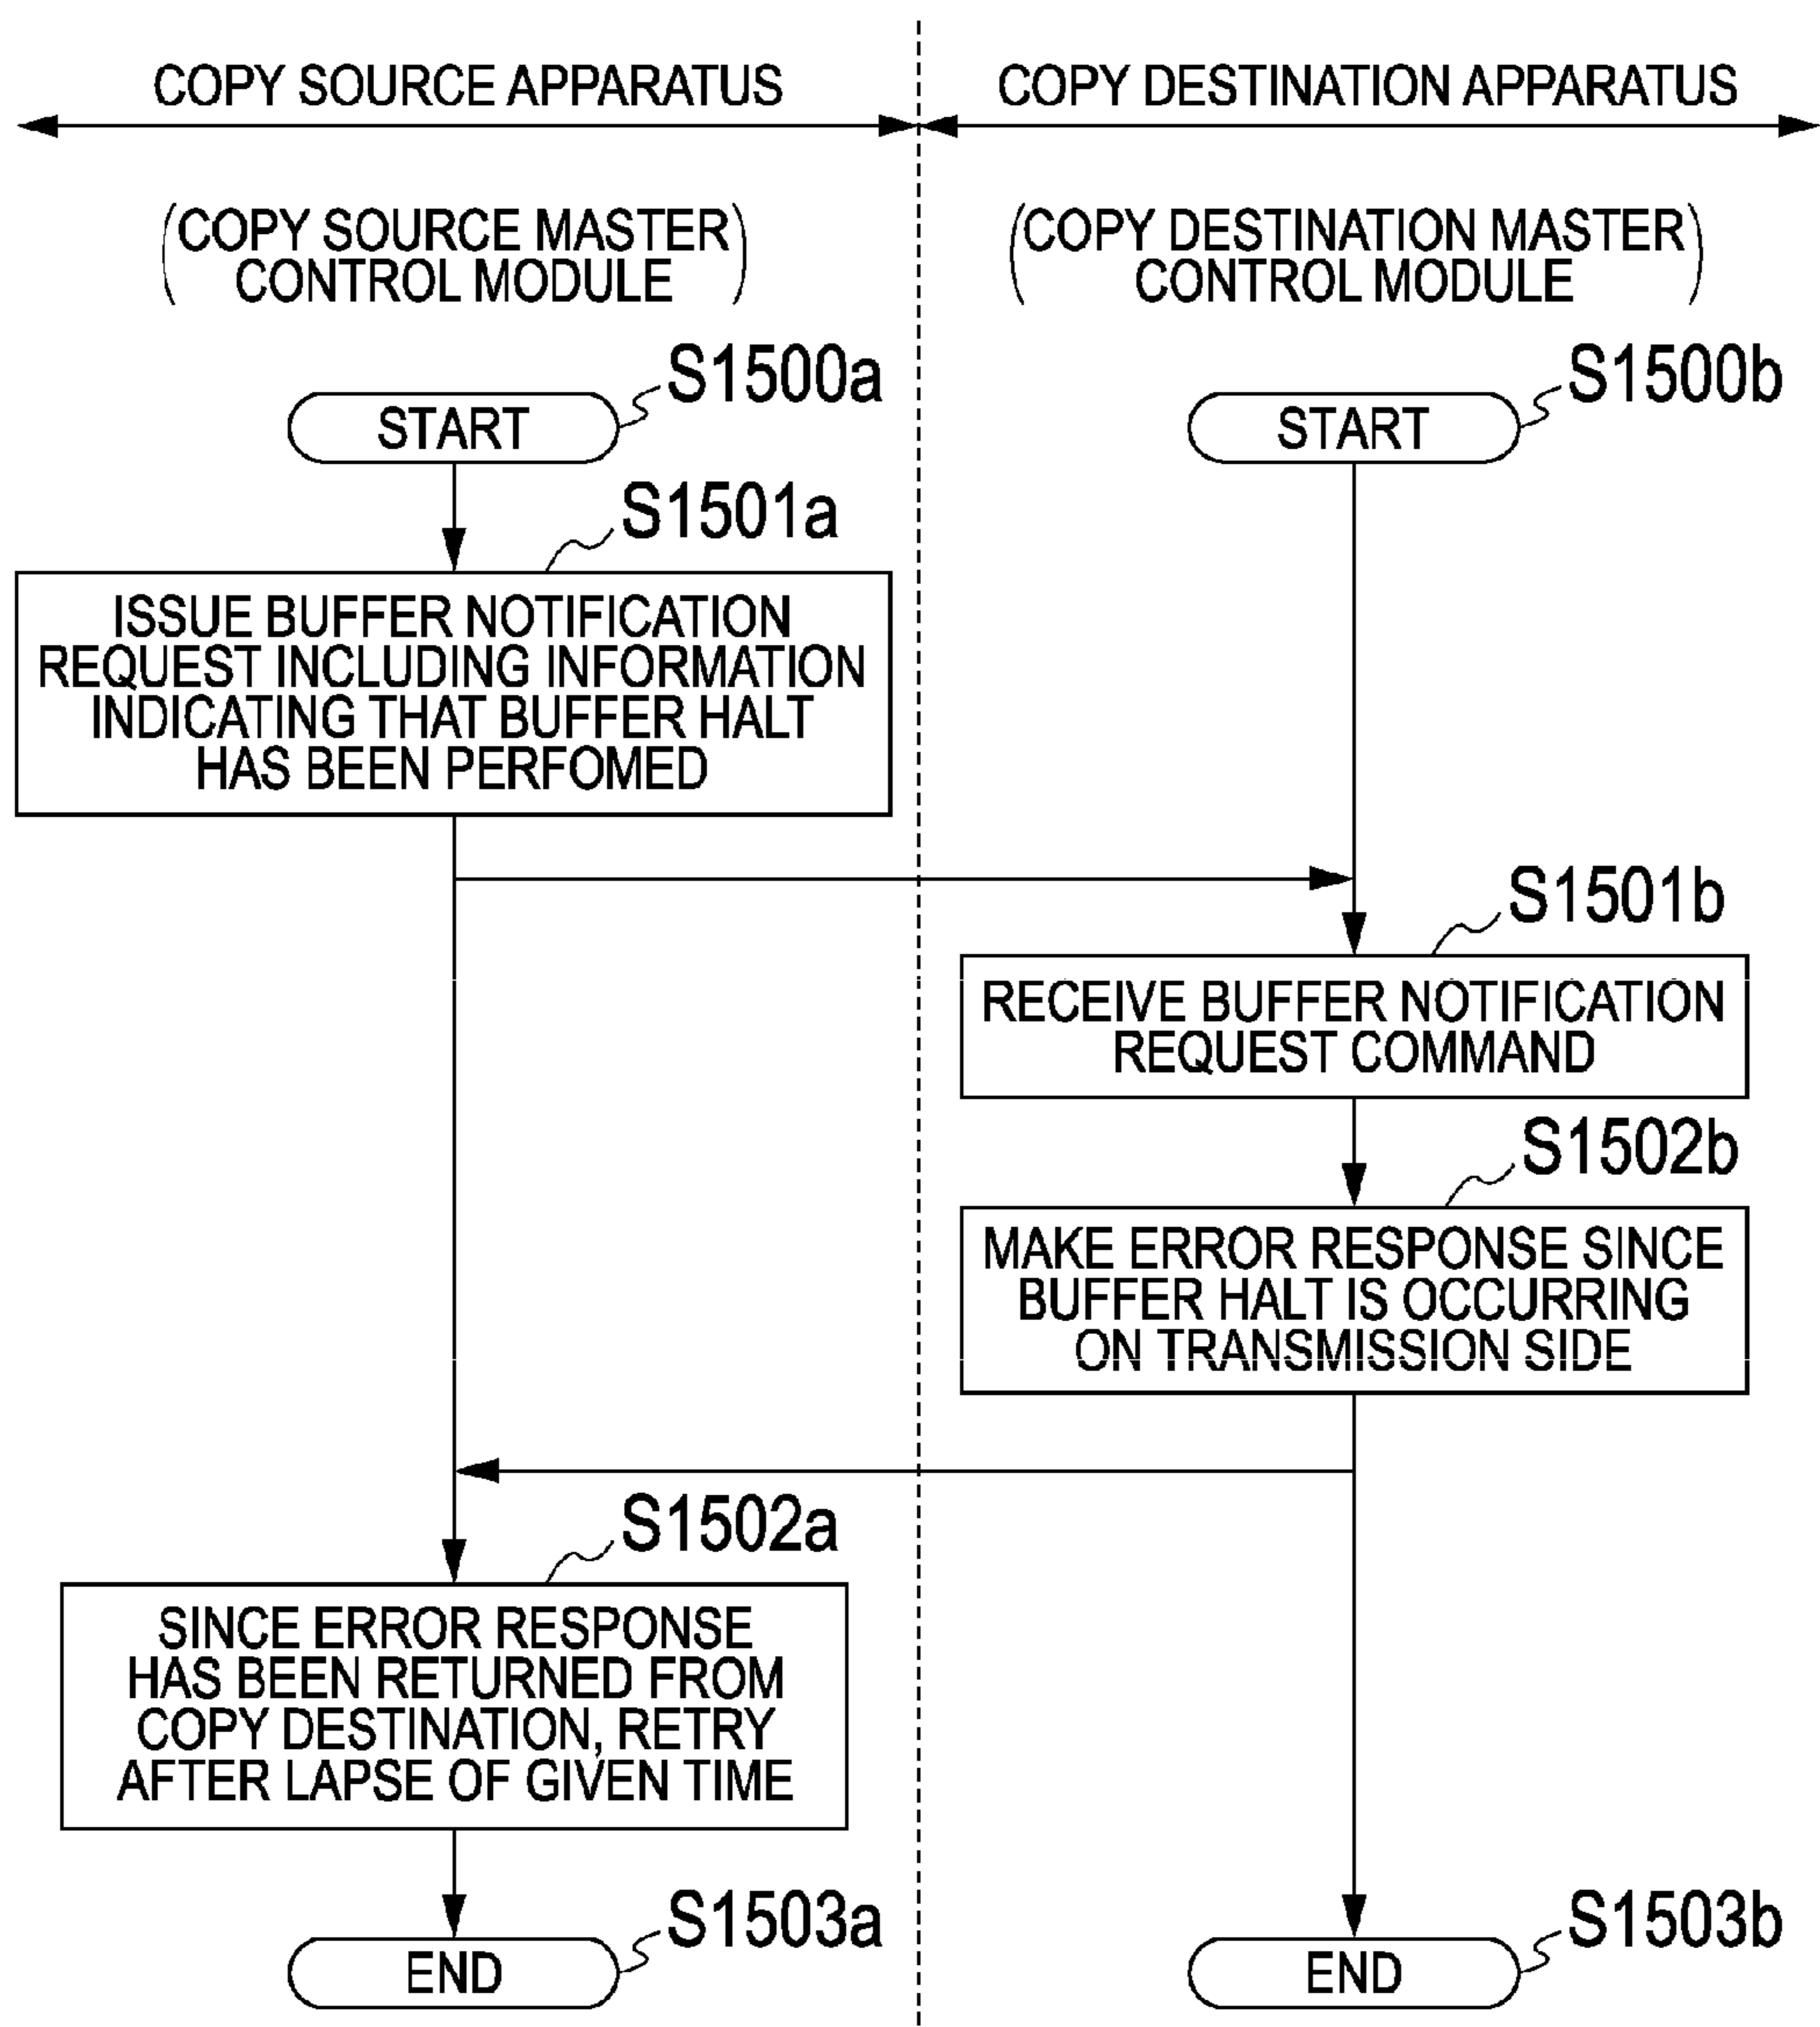 COPY SOURCE APPARATUS
COPY DESTINATION APPARATUS
(COPY SOURCE MASTER
CONTROL MODULE)
(COPY DESTINATION MASTER
CONTROL MODULE)
S1500a
START
S1500b
START
S1501a
ISSUE BUFFER NOTIFICATION
REQUEST INCLUDING INFORMATION
INDICATING THAT BUFFER HALT
HAS BEEN PERFOMED
S1501b
RECEIVE BUFFER NOTIFICATION
REQUEST COMMAND
S1502b
MAKE ERROR RESPONSE SINCE
BUFFER HALT IS OCCURRING
ON TRANSMISSION SIDE
S1502a
SINCE ERROR RESPONSE
HAS BEEN RETURNED FROM
COPY DESTINATION, RETRY
AFTER LAPSE OF GIVEN TIME
S1503a
END
S1503b
END